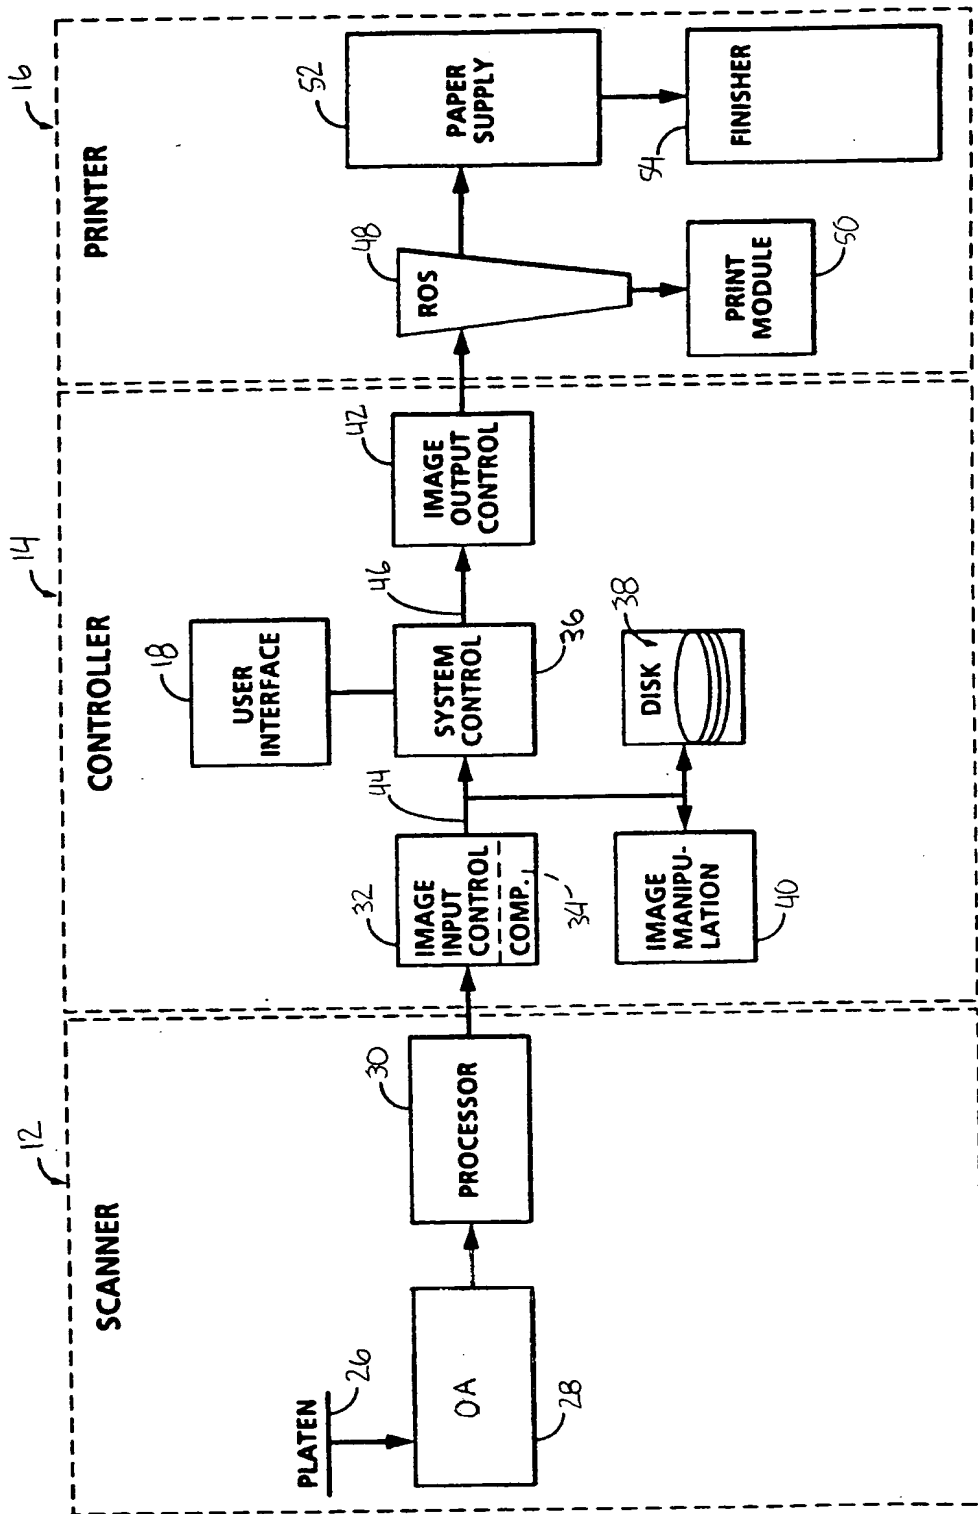 12
SCANNER
PLATEN
26
OA
28
PROCESSOR
30
14
CONTROLLER
18
USER
INTERFACE
32
IMAGE
INPUT
CONTROL
COMP.
34
44
SYSTEM
CONTROL
36
46
42
IMAGE
OUTPUT
CONTROL
IMAGE
MANIPU-
LATION
40
DISK
38
16
PRINTER
ROS
48
PRINT
MODULE
50
52
PAPER
SUPPLY
54
FINISHER